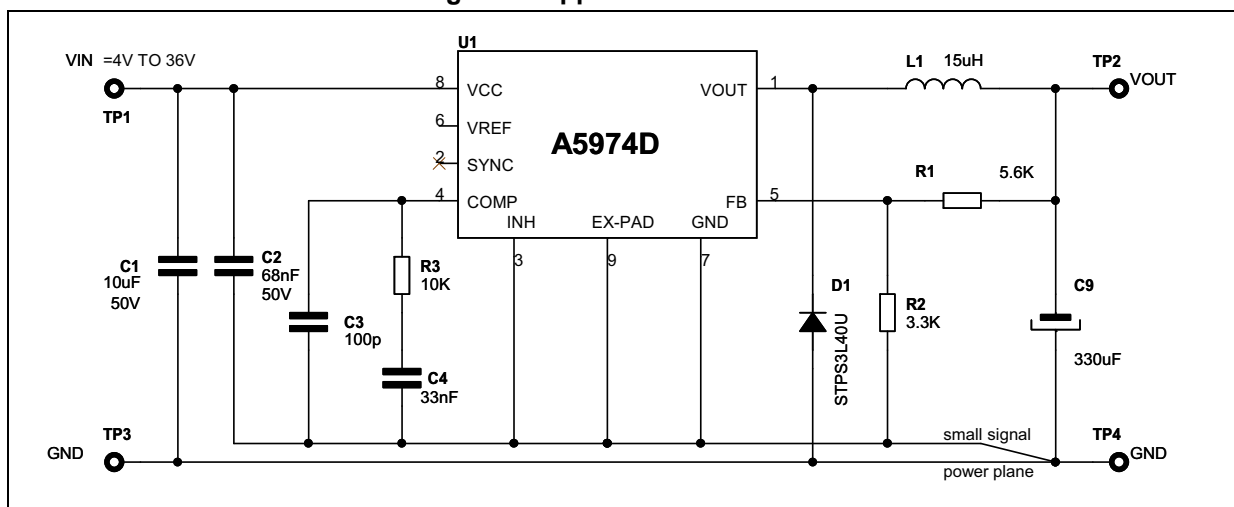 U1
VIN =4V TO 36V
TP1
8 VCC
6 VREF
2 SYNC
4 COMP
A5974D
INH
EX-PAD
GND
VOUT 1
FB 5
3
9
7
L1 15uH
TP2
VOUT
R1 5.6K
C1
10uF
50V
C2
68nF
50V
C3
100p
R3
10K
C4
33nF
D1
STPS3L40U
R2
3.3K
C9
330uF
TP3
GND
small signal
power plane
TP4
GND